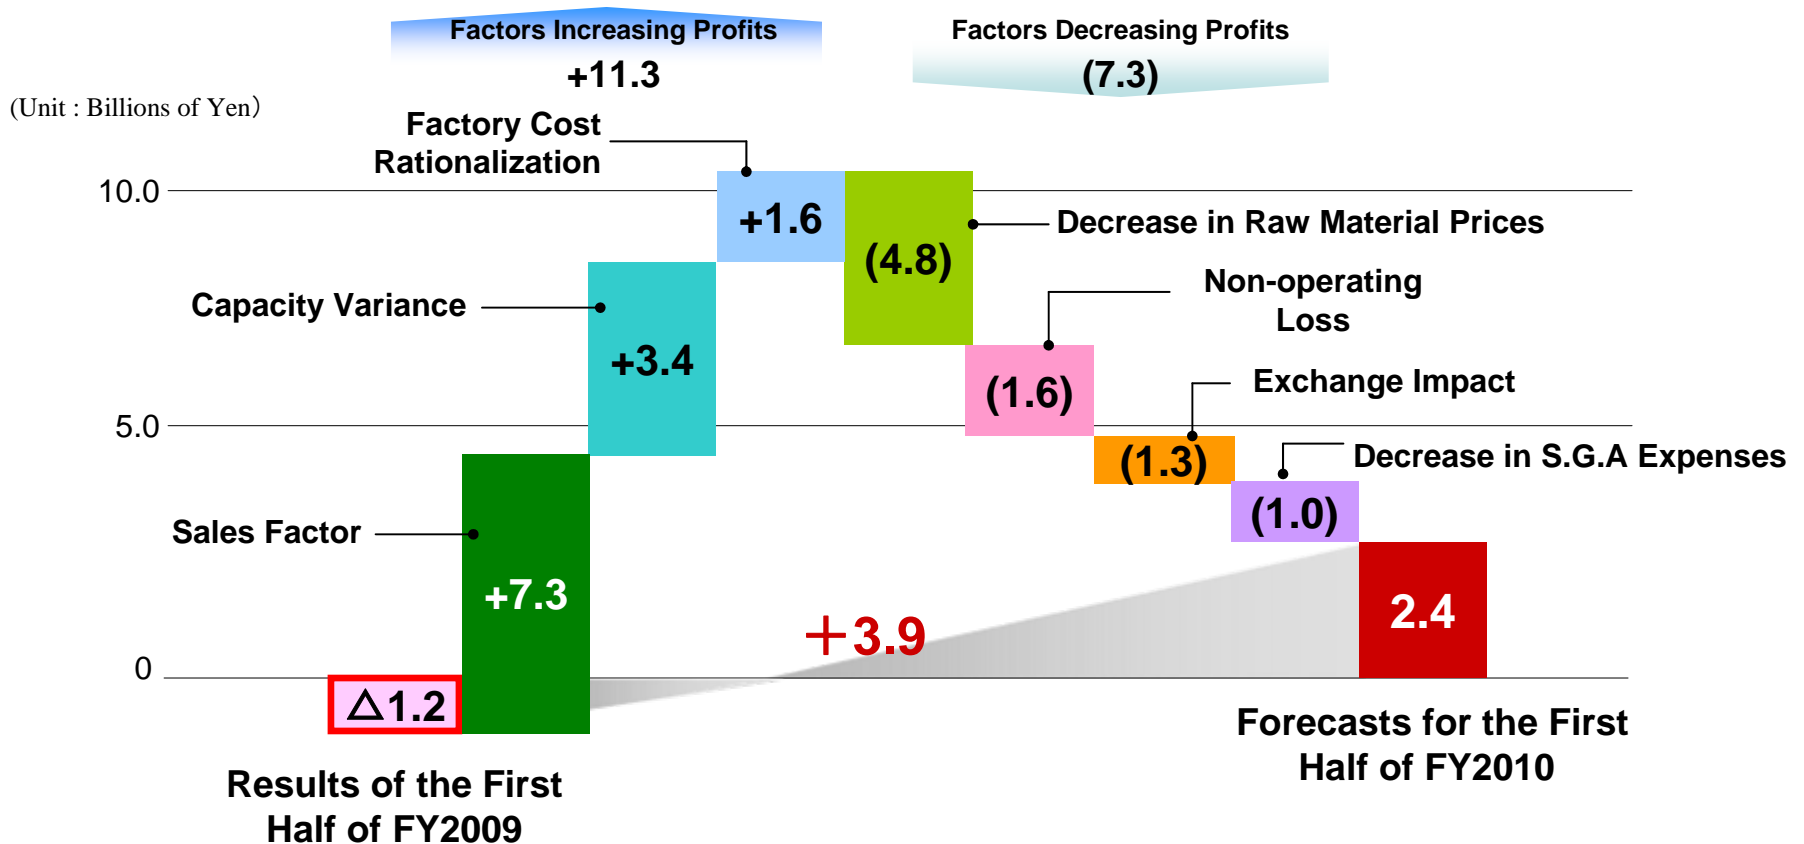 Factors Increasing Profits
+11.3
Factors Decreasing Profits
(7.3)
(Unit : Billions of Yen）
Factory Cost
Rationalization
10.0
+1.6
(4.8)
Decrease in Raw Material Prices
Non-operating
Loss
Capacity Variance
+3.4
(1.6)
Exchange Impact
5.0
(1.3)
Decrease in S.G.A Expenses
(1.0)
Sales Factor
+7.3
＋3.9
2.4
0
△1.2
Results of the First
Half of FY2009
Forecasts for the First
Half of FY2010